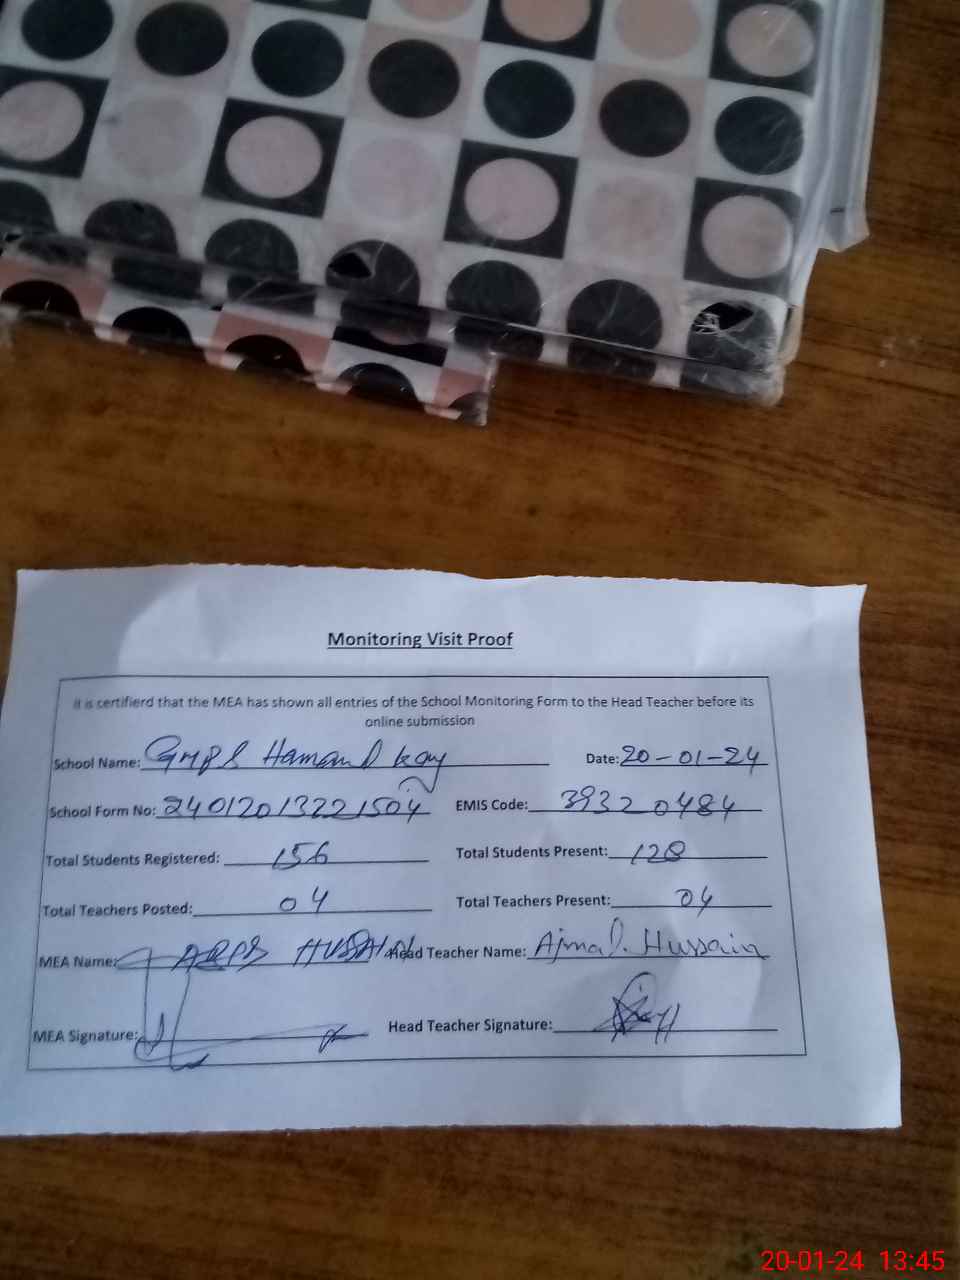 Monitoring Visit Proof
it is certifierd that the MEA has shown all entries of the School Monitoring Form to the Head Teacher before its
online submission
School Name: GMPS Date: 20-01-24
School Form No: 24012013221504 EMIS Code: 39320484
Total Students Registered: 156 Total Students Present: 128
Total Teachers Posted: 04 Total Teachers Present: 04
MEA Name: HUSSAIN Head Teacher Name: Ajmal Hussain
MEA Signature: Head Teacher Signature:
20-01-24 13:45